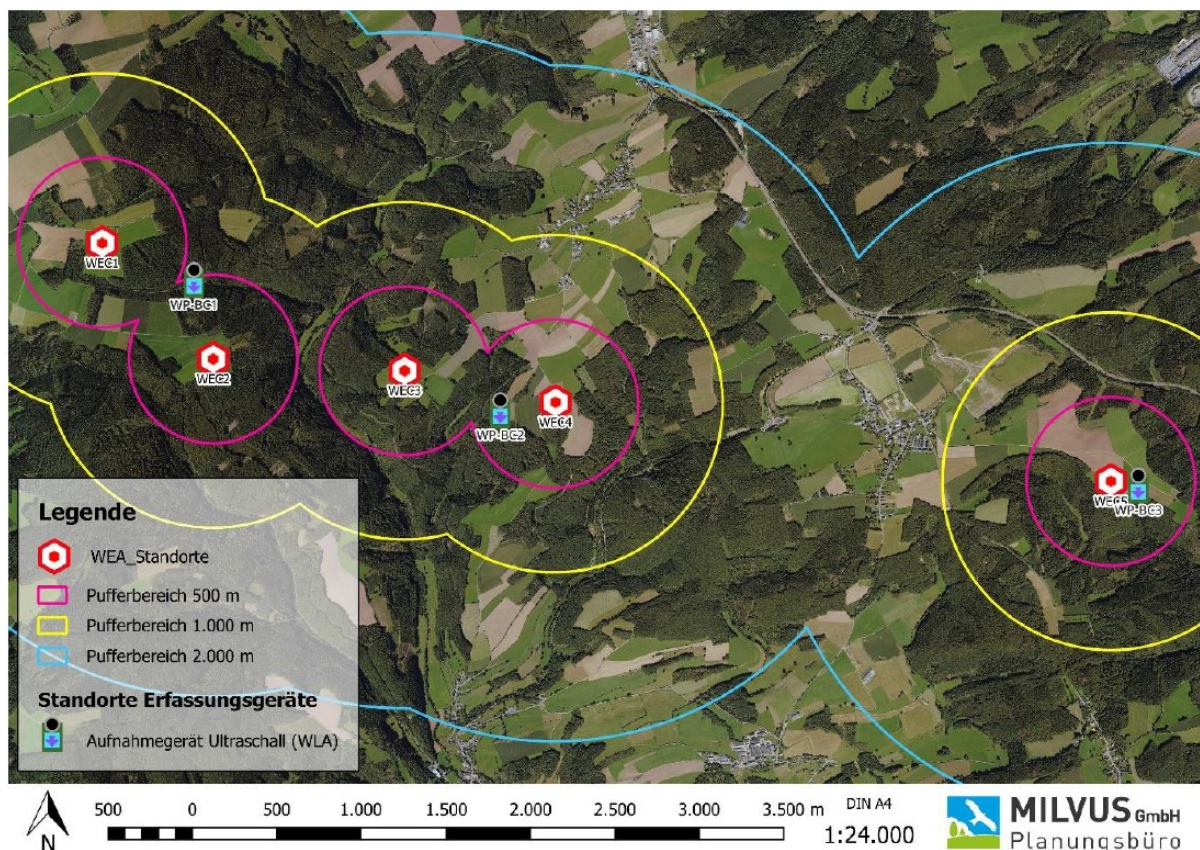 WEC1
WP-BC1
WEC2
WEC3
WP-BC2
WEC4
WEC5
WP-BC3
Legende
WEA_Standorte
Pufferbereich 500 m
Pufferbereich 1.000 m
Pufferbereich 2.000 m
Standorte Erfassungsgeräte
Aufnahmegerät Ultraschall (WLA)
N
500 0 500 1.000 1.500 2.000 2.500 3.000 3.500 m
DIN A4
1:24.000
MILVUS GmbH
Planungsbüro